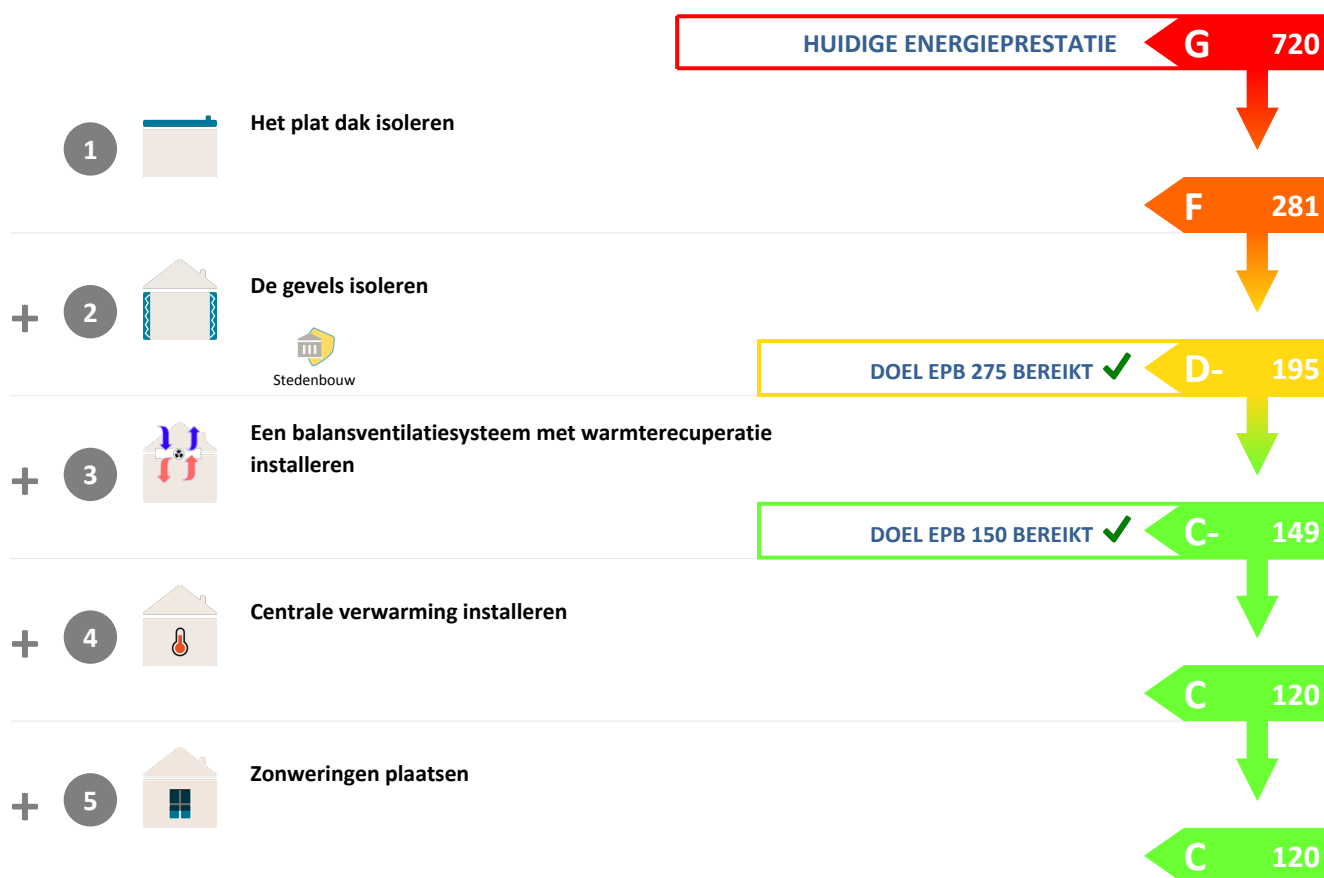 HUIDIGE ENERGIEPRESTATIE G 720
1 Het plat dak isoleren
F 281
+ 2 De gevels isoleren
Stedenbouw
DOEL EPB 275 BEREIKT ✓ D- 195
+ 3 Een balansventilatiesysteem met warmterecuperatie
installeren
DOEL EPB 150 BEREIKT ✓ C- 149
+ 4 Centrale verwarming installeren
C 120
+ 5 Zonweringen plaatsen
C 120